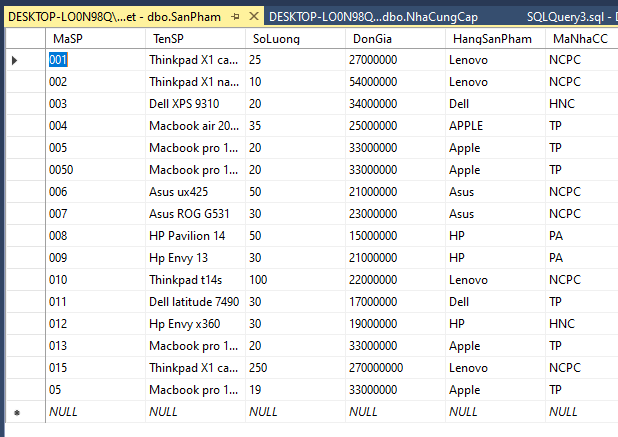 DESKTOP-LO0N98Q\...et - dbo.SanPham DESKTOP-LO0N98Q...dbo.NhaCungCap SQLQuery3.sql - D
MaSP TenSP SoLuong DonGia HangSanPham MaNhaCC
001 Thinkpad X1 ca... 25 27000000 Lenovo NCPC
002 Thinkpad X1 na... 10 54000000 Lenovo NCPC
003 Dell XPS 9310 20 34000000 Dell HNC
004 Macbook air 20... 35 25000000 APPLE TP
005 Macbook pro 1... 20 33000000 Apple TP
0050 Macbook pro 1... 20 33000000 Apple TP
006 Asus ux425 50 21000000 Asus NCPC
007 Asus ROG G531 30 23000000 Asus NCPC
008 HP Pavilion 14 50 15000000 HP PA
009 Hp Envy 13 30 21000000 HP PA
010 Thinkpad t14s 100 22000000 Lenovo NCPC
011 Dell latitude 7490 30 17000000 Dell TP
012 Hp Envy x360 30 19000000 HP HNC
013 Macbook pro 1... 20 33000000 Apple TP
015 Thinkpad X1 ca... 250 270000000 Lenovo NCPC
05 Macbook pro 1... 19 33000000 Apple TP
NULL NULL NULL NULL NULL NULL